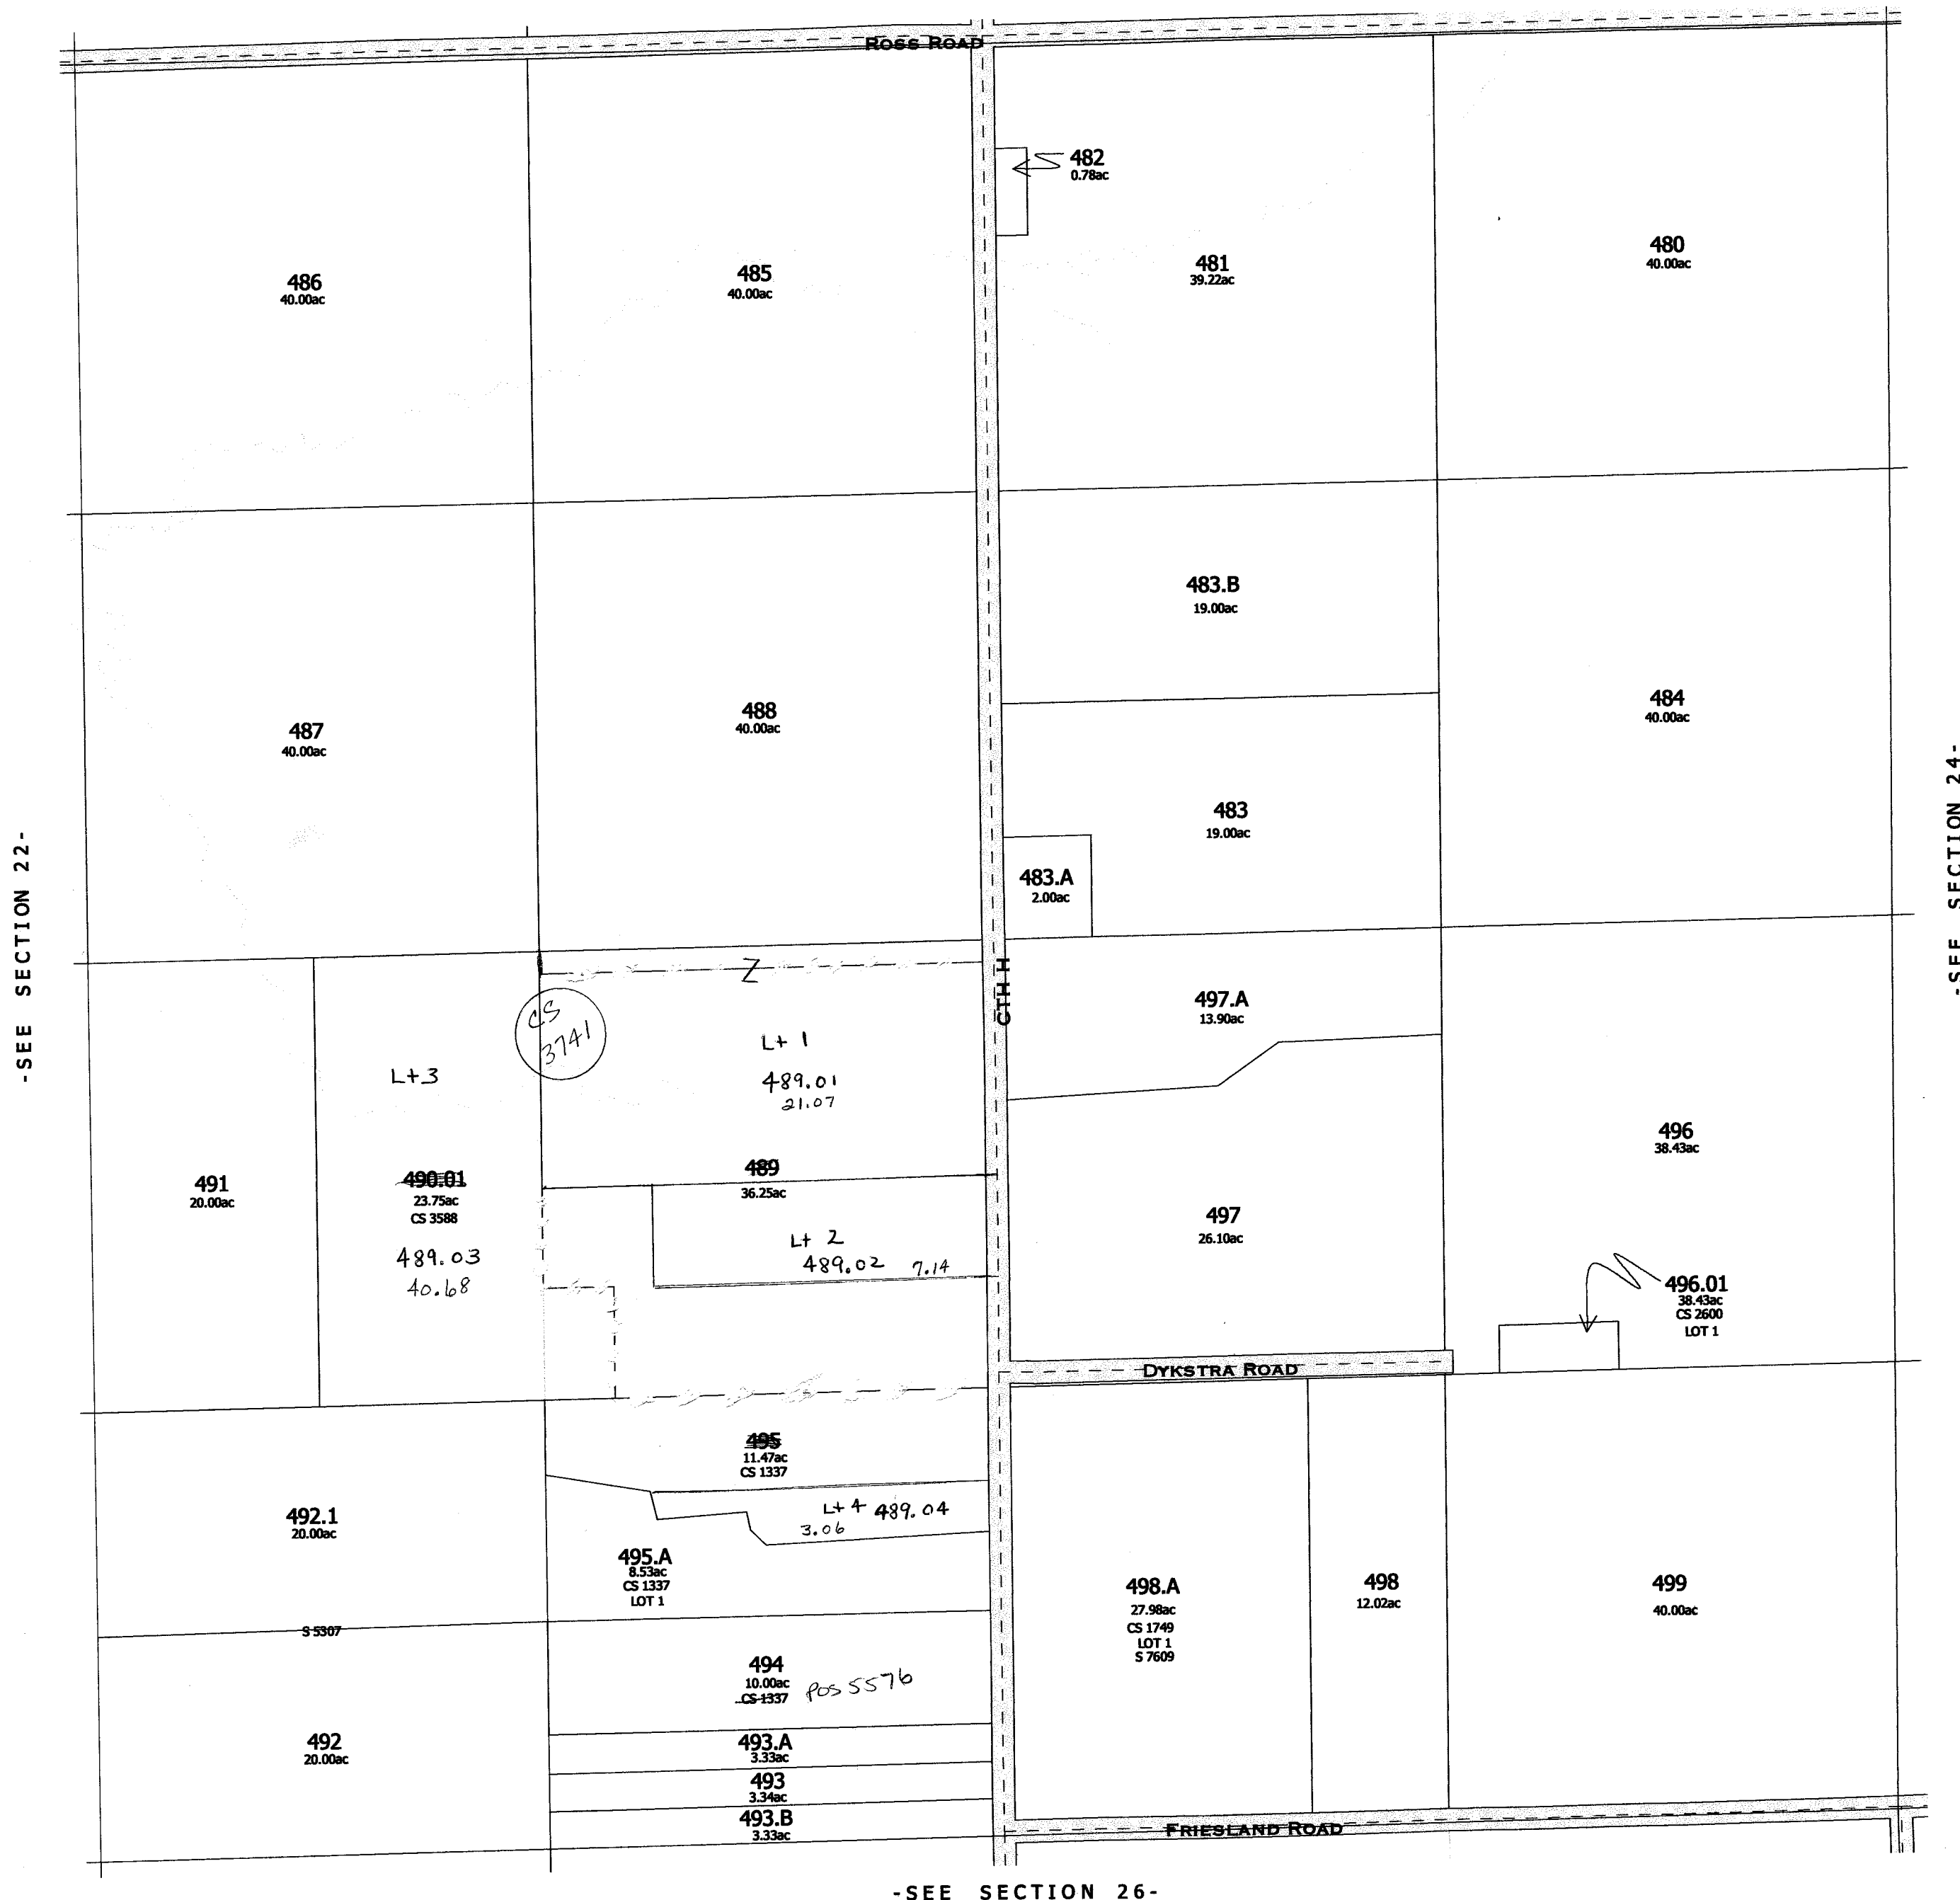 ROSS ROAD
482
0.78ac
486
40.00ac
485
40.00ac
481
39.22ac
480
40.00ac
483.B
19.00ac
487
40.00ac
488
40.00ac
484
40.00ac
483
19.00ac
483.A
2.00ac
-SEE SECTION 22-
-SEE SECTION 24-
CTH H
Z
CS
3741
Lt 1
489.01
21.07
497.A
13.90ac
Lt 3
491
20.00ac
490.01
23.75ac
CS 3588
489.03
40.68
489
36.25ac
Lt 2
489.02 7.14
496
38.43ac
497
26.10ac
496.01
38.43ac
CS 2600
LOT 1
DYKSTRA ROAD
495
11.47ac
CS 1337
Lt 4 489.04
3.06
492.1
20.00ac
495.A
8.53ac
CS 1337
LOT 1
498.A
27.98ac
CS 1749
LOT 1
S 7609
498
12.02ac
499
40.00ac
S 5307
494
10.00ac
CS 1337
POS 5576
492
20.00ac
493.A
3.33ac
493
3.34ac
493.B
3.33ac
FRIESLAND ROAD
-SEE SECTION 26-